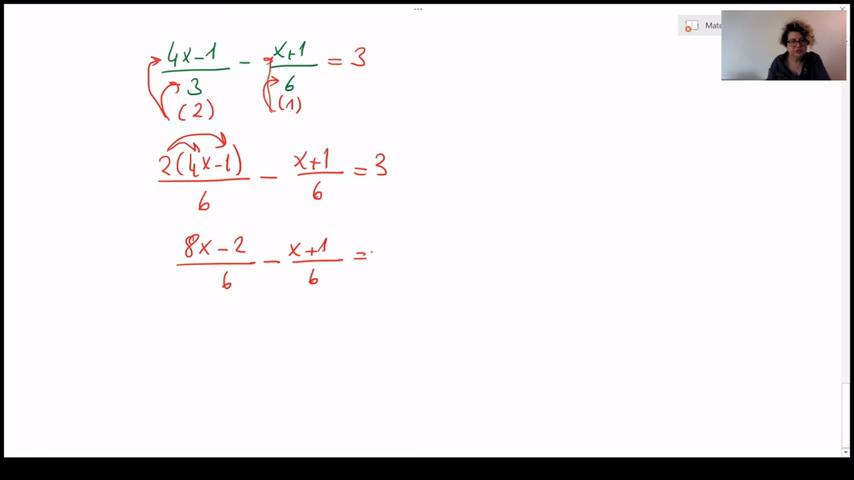 Mate
4x-1/3 - x+1/6 = 3
(2) (1)
2(4x-1)/6 - x+1/6 = 3
8x-2/6 - x+1/6 =